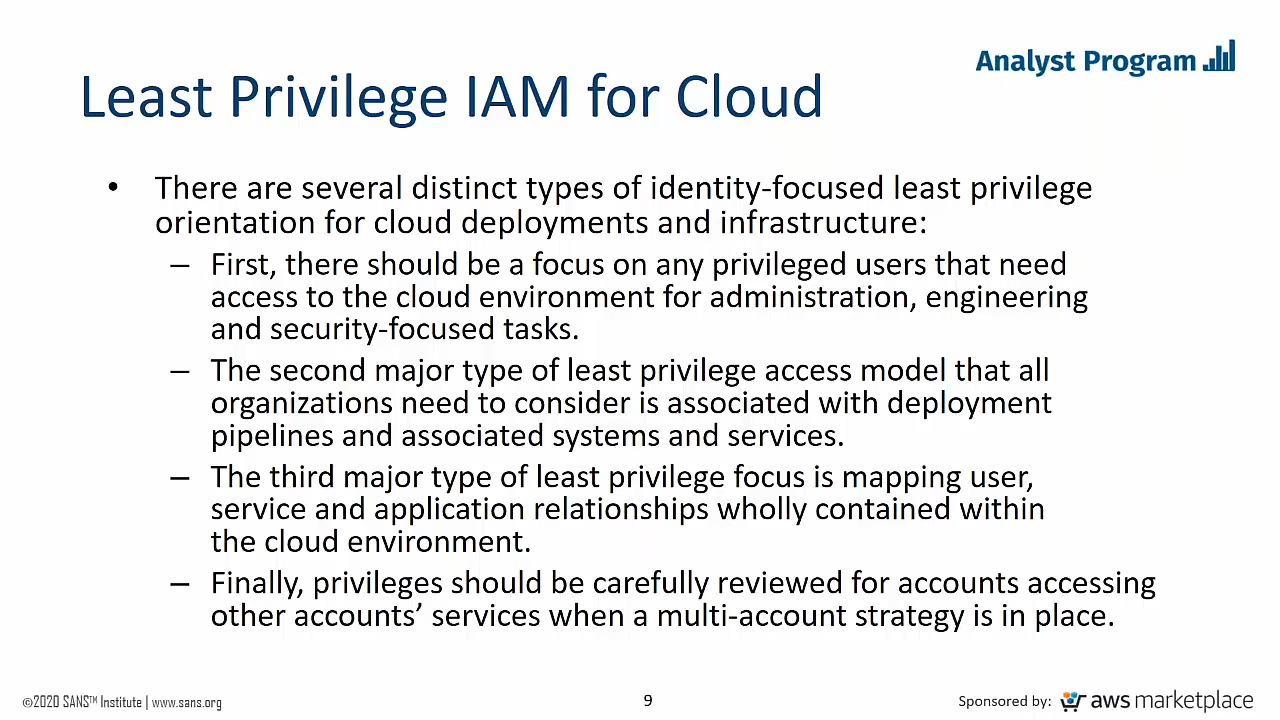 Analyst Program
Least Privilege IAM for Cloud
• There are several distinct types of identity-focused least privilege
orientation for cloud deployments and infrastructure:
– First, there should be a focus on any privileged users that need
access to the cloud environment for administration, engineering
and security-focused tasks.
– The second major type of least privilege access model that all
organizations need to consider is associated with deployment
pipelines and associated systems and services.
– The third major type of least privilege focus is mapping user,
service and application relationships wholly contained within
the cloud environment.
– Finally, privileges should be carefully reviewed for accounts accessing
other accounts’ services when a multi-account strategy is in place.
©2020 SANS™ Institute | www.sans.org
9
Sponsored by: aws marketplace